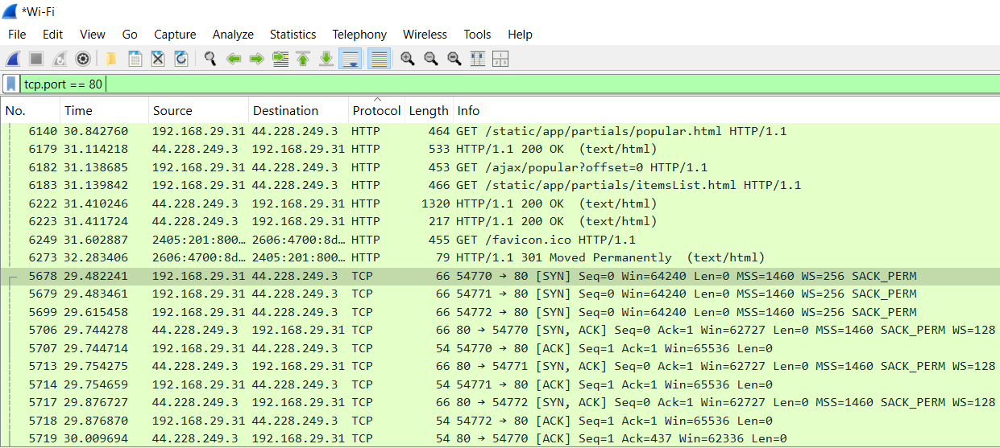 *Wi-Fi
File Edit View Go Capture Analyze Statistics Telephony Wireless Tools Help
tcp.port == 80
No. Time Source Destination Protocol Length Info
6140 30.842760 192.168.29.31 44.228.249.3 HTTP 464 GET /static/app/partials/popular.html HTTP/1.1
6179 31.114218 44.228.249.3 192.168.29.31 HTTP 533 HTTP/1.1 200 OK (text/html)
6182 31.138685 192.168.29.31 44.228.249.3 HTTP 453 GET /ajax/popular?offset=0 HTTP/1.1
6183 31.139842 192.168.29.31 44.228.249.3 HTTP 466 GET /static/app/partials/itemsList.html HTTP/1.1
6222 31.410246 44.228.249.3 192.168.29.31 HTTP 1320 HTTP/1.1 200 OK (text/html)
6223 31.411724 44.228.249.3 192.168.29.31 HTTP 217 HTTP/1.1 200 OK (text/html)
6249 31.602887 2405:201:800… 2606:4700:8d… HTTP 455 GET /favicon.ico HTTP/1.1
6273 32.283406 2606:4700:8d… 2405:201:800… HTTP 79 HTTP/1.1 301 Moved Permanently (text/html)
5678 29.482241 192.168.29.31 44.228.249.3 TCP 66 54770 → 80 [SYN] Seq=0 Win=64240 Len=0 MSS=1460 WS=256 SACK_PERM
5679 29.483461 192.168.29.31 44.228.249.3 TCP 66 54771 → 80 [SYN] Seq=0 Win=64240 Len=0 MSS=1460 WS=256 SACK_PERM
5699 29.615458 192.168.29.31 44.228.249.3 TCP 66 54772 → 80 [SYN] Seq=0 Win=64240 Len=0 MSS=1460 WS=256 SACK_PERM
5706 29.744278 44.228.249.3 192.168.29.31 TCP 66 80 → 54770 [SYN, ACK] Seq=0 Ack=1 Win=62727 Len=0 MSS=1460 SACK_PERM WS=128
5707 29.744714 192.168.29.31 44.228.249.3 TCP 54 54770 → 80 [ACK] Seq=1 Ack=1 Win=65536 Len=0
5713 29.754275 44.228.249.3 192.168.29.31 TCP 66 80 → 54771 [SYN, ACK] Seq=0 Ack=1 Win=62727 Len=0 MSS=1460 SACK_PERM WS=128
5714 29.754659 192.168.29.31 44.228.249.3 TCP 54 54771 → 80 [ACK] Seq=1 Ack=1 Win=65536 Len=0
5717 29.876727 44.228.249.3 192.168.29.31 TCP 66 80 → 54772 [SYN, ACK] Seq=0 Ack=1 Win=62727 Len=0 MSS=1460 SACK_PERM WS=128
5718 29.876870 192.168.29.31 44.228.249.3 TCP 54 54772 → 80 [ACK] Seq=1 Ack=1 Win=65536 Len=0
5719 30.009694 44.228.249.3 192.168.29.31 TCP 54 80 → 54770 [ACK] Seq=1 Ack=437 Win=62336 Len=0